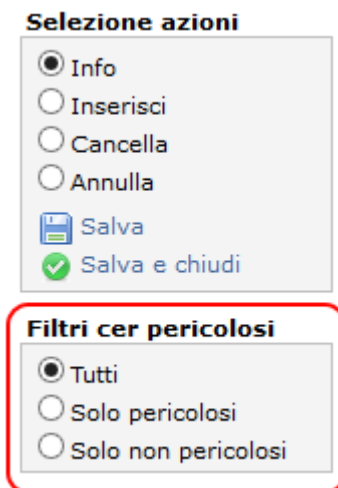 Selezione azioni
Info
Inserisci
Cancella
Annulla
Salva
Salva e chiudi
Filtri cer pericolosi
Tutti
Solo pericolosi
Solo non pericolosi